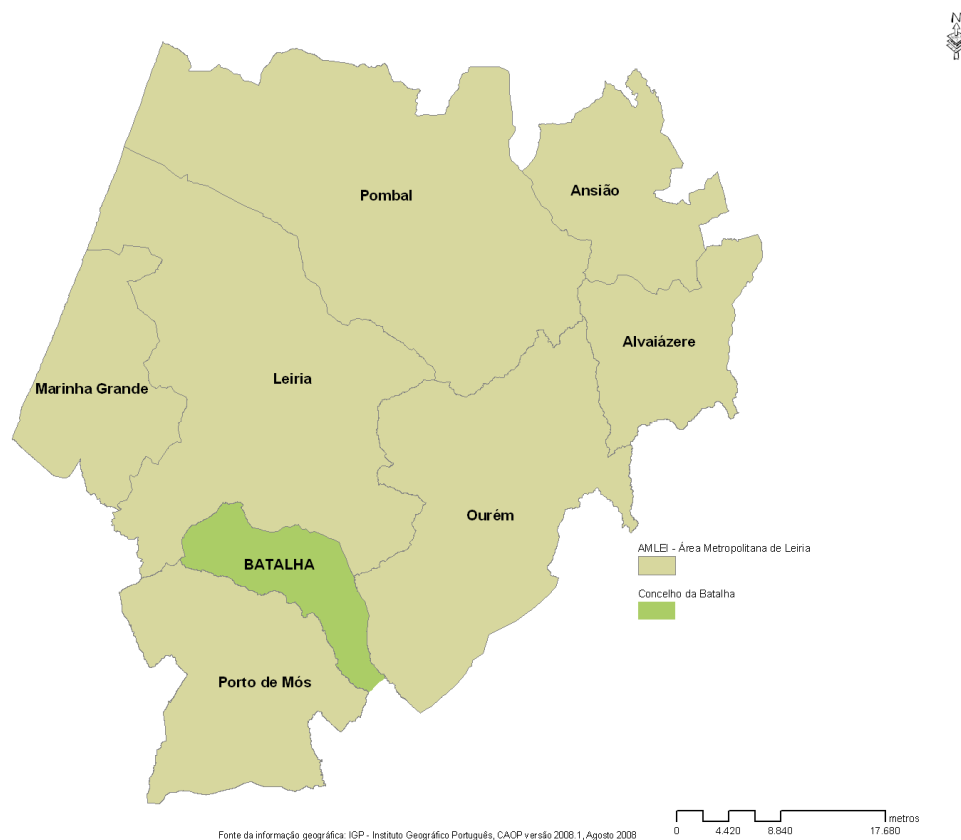 N
Pombal
Ansião
Alvaiázere
Leiria
Marinha Grande
Ourém
AMLEI - Área Metropolitana de Leiria
BATALHA
Concelho da Batalha
Porto de Mós
metros
0 4.420 8.840 17.680
Fonte da informação geográfica: IGP - Instituto Geográfico Português, CAOP versão 2008.1, Agosto 2008